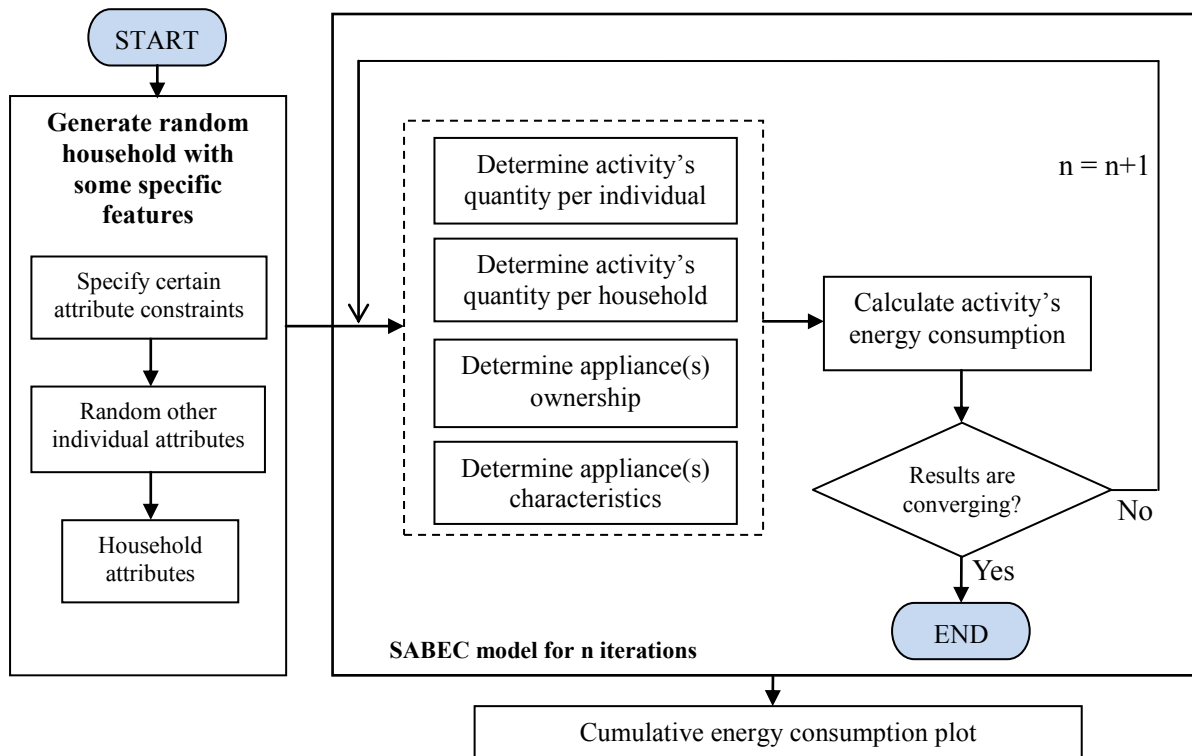 START
Generate random
household with
some specific
features
Specify certain
attribute constraints
Random other
individual attributes
Household
attributes
Determine activity's
quantity per individual
Determine activity's
quantity per household
Determine appliance(s)
ownership
Determine appliance(s)
characteristics
n = n+1
Calculate activity's
energy consumption
Results are
converging?
No
Yes
END
SABEC model for n iterations
Cumulative energy consumption plot